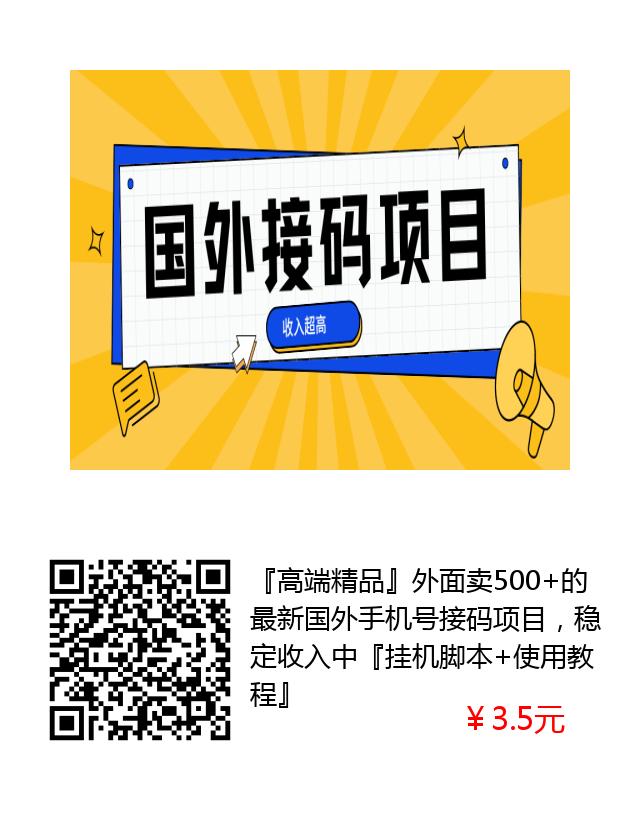 国外接码项目
收入超高
『高端精品』外面卖500+的
最新国外手机号接码项目，稳
定收入中『挂机脚本+使用教
程』
¥3.5元